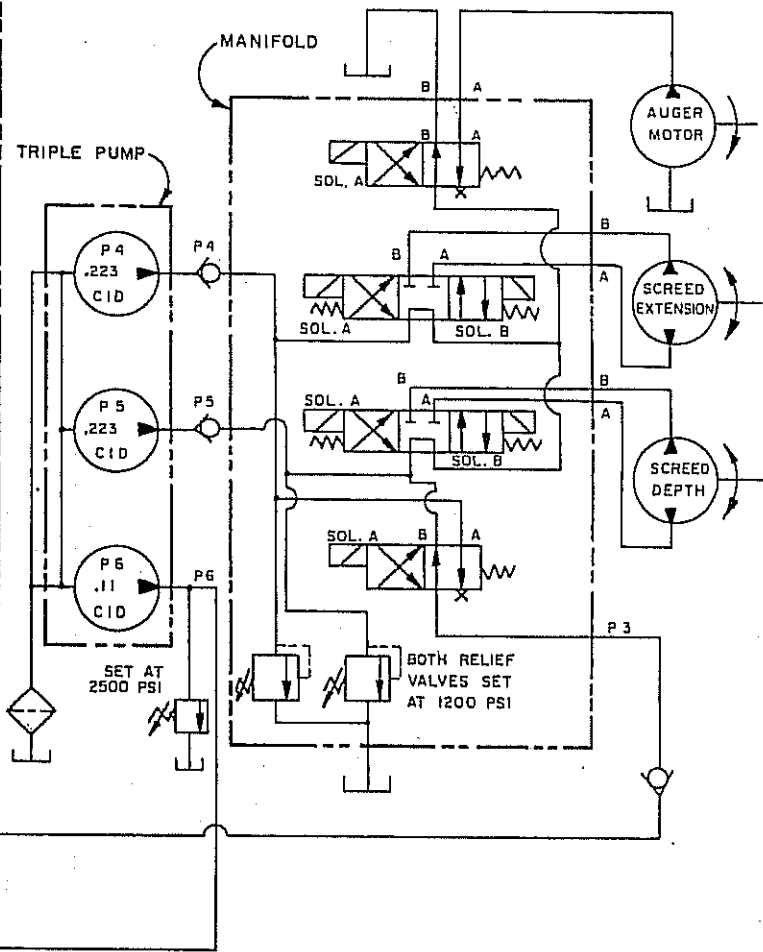 MANIFOLD
TRIPLE PUMP
B
A
B
A
SOL. A
AUGER
MOTOR
P4
.223
CID
P4
B
A
SOL. A
SOL. B
B
A
SCREED
EXTENSION
P5
.223
CID
P5
SOL. A
B
A
SOL. B
B
A
SCREED
DEPTH
P6
.11
CID
P6
SOL. A
B
A
P3
SET AT
2500 PSI
BOTH RELIEF
VALVES SET
AT 1200 PSI